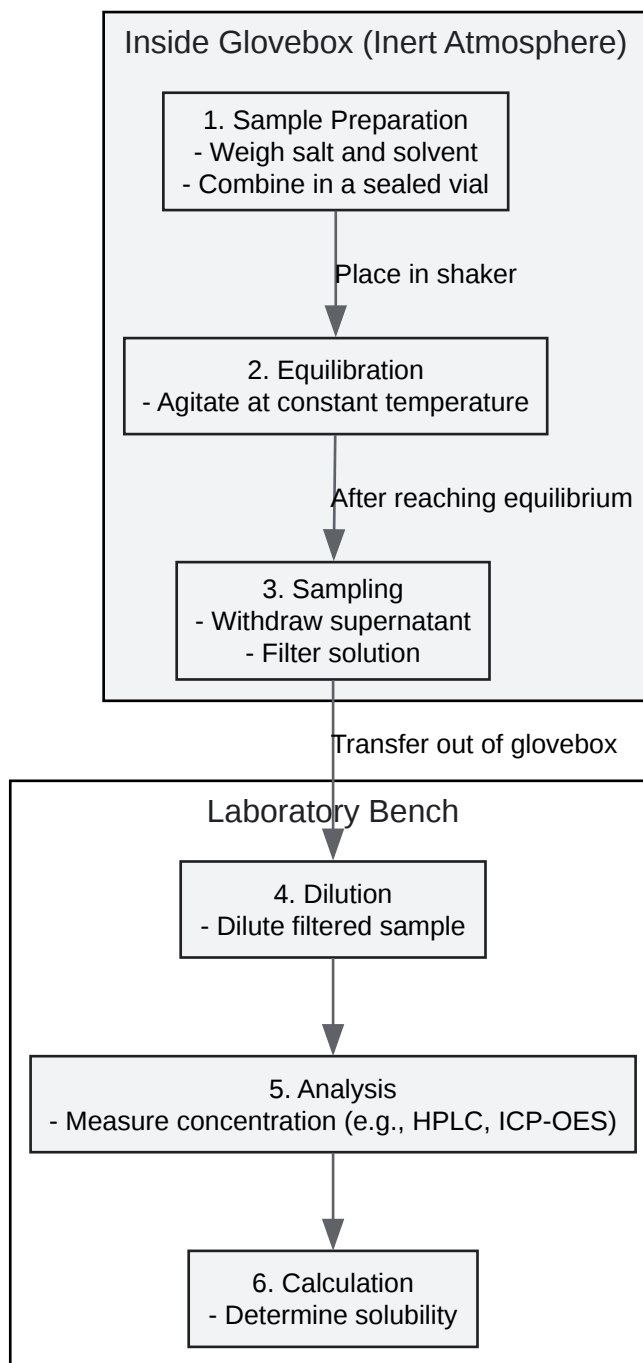 Inside Glovebox (Inert Atmosphere)
1. Sample Preparation
- Weigh salt and solvent
- Combine in a sealed vial
Place in shaker
2. Equilibration
- Agitate at constant temperature
After reaching equilibrium
3. Sampling
- Withdraw supernatant
- Filter solution
Transfer out of glovebox
Laboratory Bench
4. Dilution
- Dilute filtered sample
5. Analysis
- Measure concentration (e.g., HPLC, ICP-OES)
6. Calculation
- Determine solubility